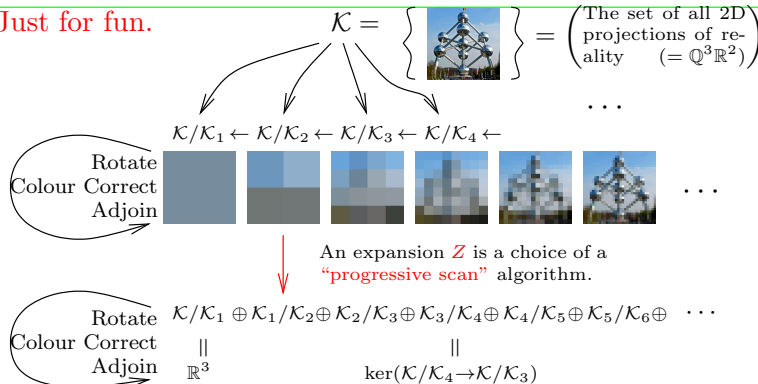 Just for fun.
𝒦 = { } = (The set of all 2D projections of re-ality (= ℚ³ℝ²))
...
𝒦/𝒦₁ ← 𝒦/𝒦₂ ← 𝒦/𝒦₃ ← 𝒦/𝒦₄ ←
Rotate
Colour Correct
Adjoin
...
An expansion Z is a choice of a
“progressive scan” algorithm.
𝒦/𝒦₁ ⊕ 𝒦₁/𝒦₂ ⊕ 𝒦₂/𝒦₃ ⊕ 𝒦₃/𝒦₄ ⊕ 𝒦₄/𝒦₅ ⊕ 𝒦₅/𝒦₆ ⊕ ...
Rotate
Colour Correct
Adjoin
|| ||
ℝ³ ker(𝒦/𝒦₄→𝒦/𝒦₃)